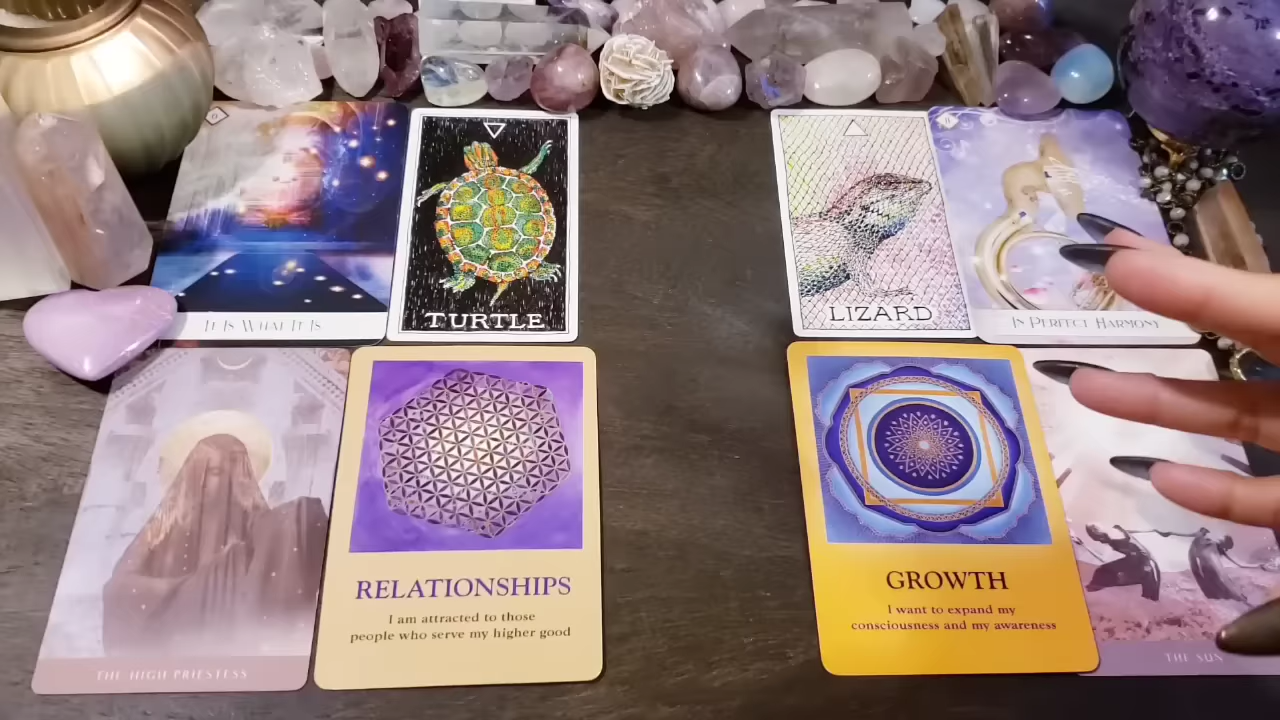 IT IS WHAT IT IS
TURTLE
LIZARD
IN PERFECT HARMONY
THE HIGH PRIESTESS
RELATIONSHIPS
I am attracted to those
people who serve my higher good
GROWTH
I want to expand my
consciousness and my awareness
THE SUN